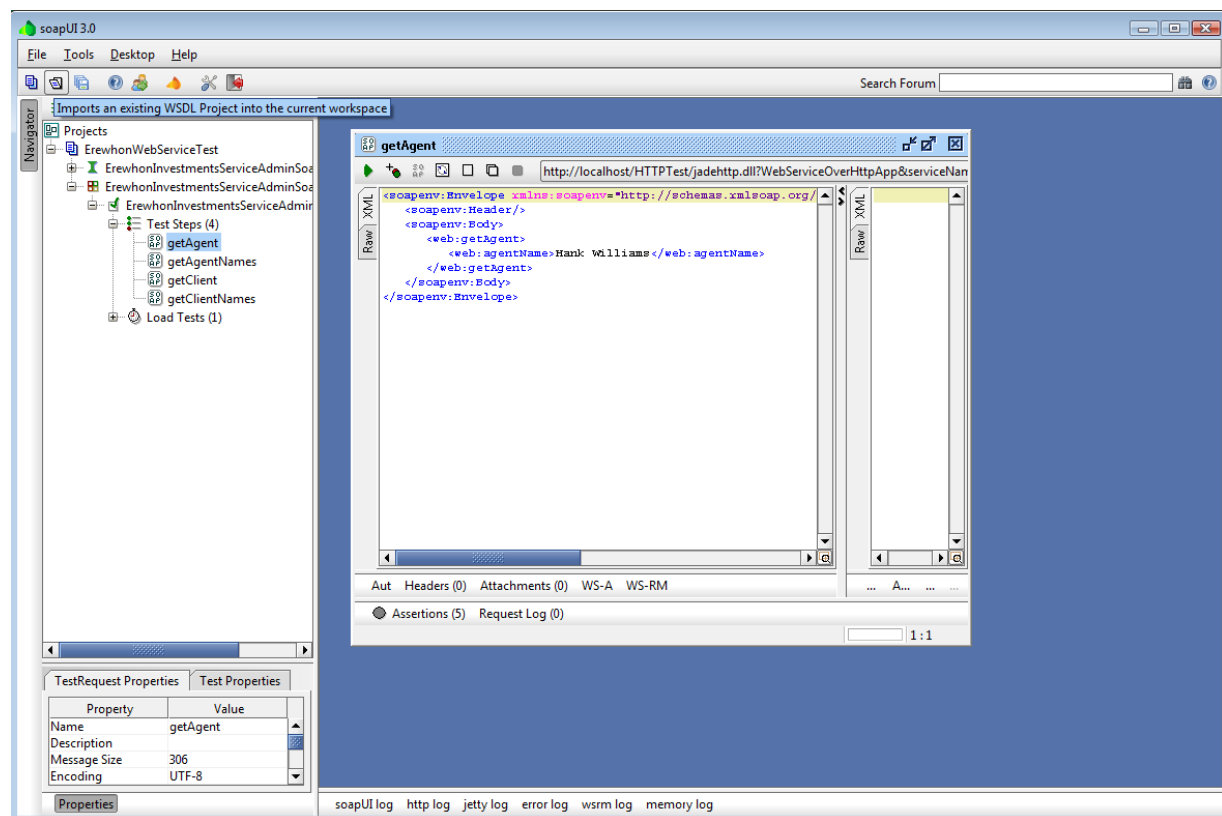 soapUI 3.0
File Tools Desktop Help
Search Forum
Imports an existing WSDL Project into the current workspace
Navigator
Projects
ErewhonWebServiceTest
ErewhonInvestmentsServiceAdminSoa
ErewhonInvestmentsServiceAdminSoa
ErewhonInvestmentsServiceAdmin
Test Steps (4)
getAgent
getAgentNames
getClient
getClientNames
Load Tests (1)
getAgent
http://localhost/HTTPTest/jadehttp.dll?WebServiceOverHttpApp&serviceNan
XML
Raw
<soapenv:Envelope xmlns:soapenv="http://schemas.xmlsoap.org/
<soapenv:Header/>
<soapenv:Body>
<web:getAgent>
<web:agentName>Hank Williams</web:agentName>
</web:getAgent>
</soapenv:Body>
</soapenv:Envelope>
XML
Raw
Aut Headers (0) Attachments (0) WS-A WS-RM
... A... ... ...
Assertions (5) Request Log (0)
1 : 1
TestRequest Properties Test Properties
Property Value
Name getAgent
Description
Message Size 306
Encoding UTF-8
Properties
soapUI log http log jetty log error log wsrm log memory log